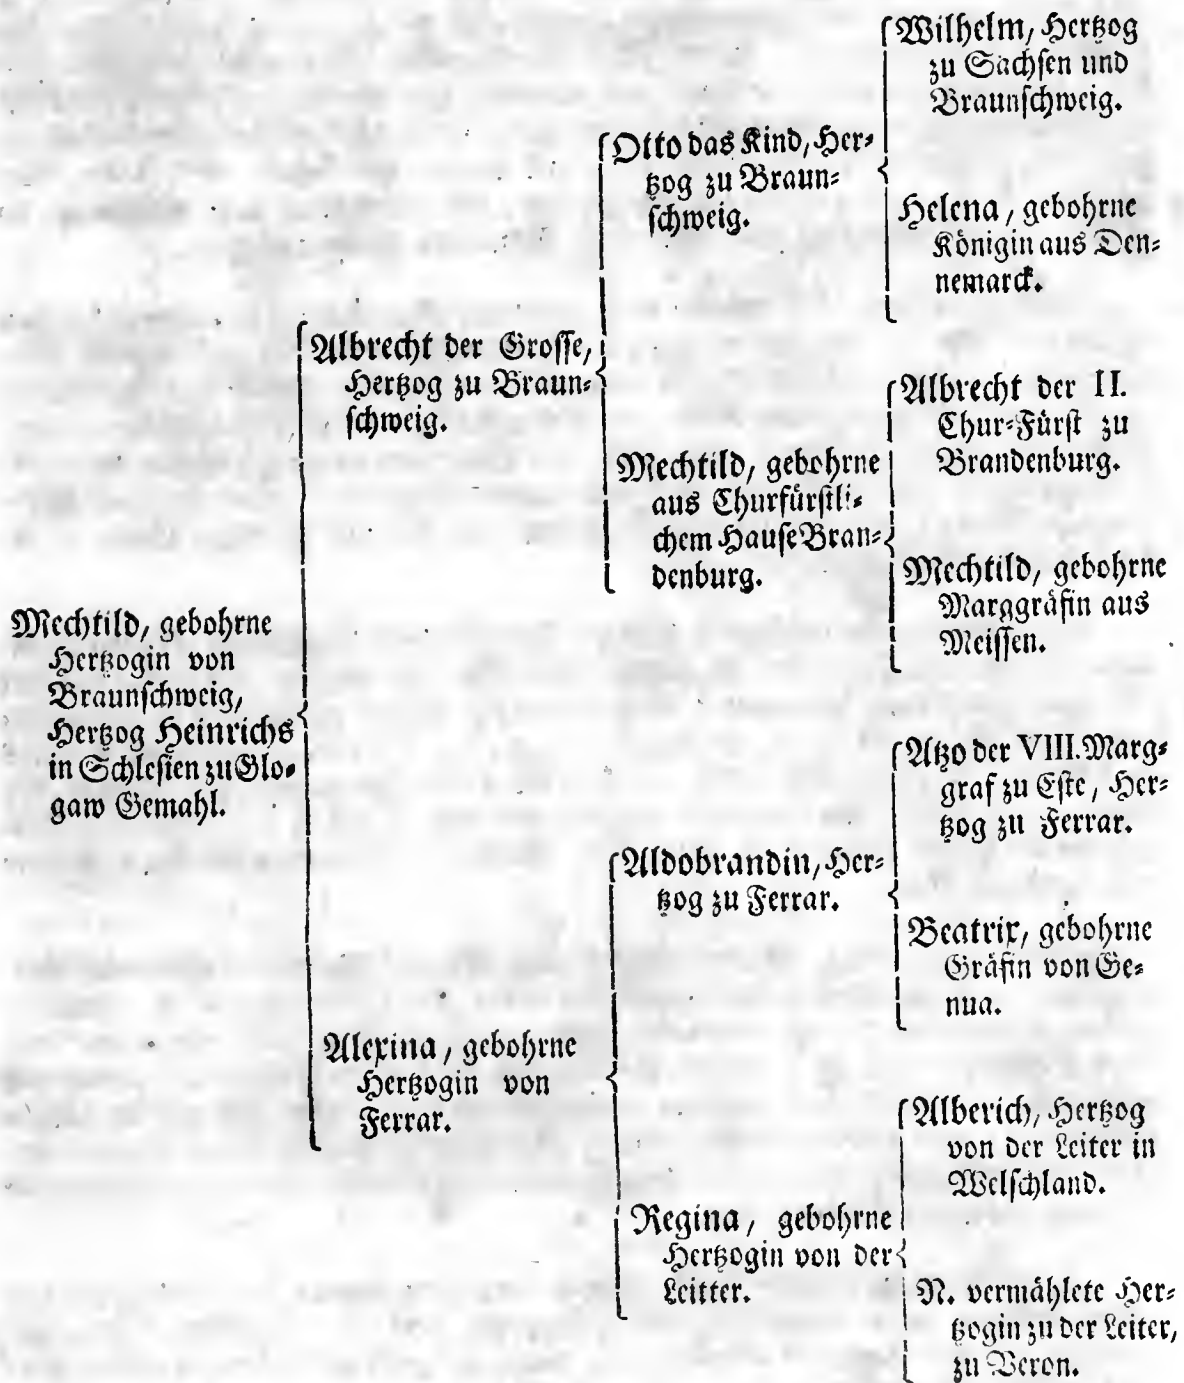 Mechtild, gebohrne
Hertzogin von
Braunschweig,
Hertzog Heinrichs
in Schlesien zu Glo-
gaw Gemahl.
Albrecht der Grosse,
Hertzog zu Braun-
schweig.
Alexina, gebohrne
Hertzogin von
Ferrar.
Otto das Kind, Her-
tzog zu Braun-
schweig.
Mechtild, gebohrne
aus Churfürstli-
chem Hause Bran-
denburg.
Aldobrandin, Her-
tzog zu Ferrar.
Regina, gebohrne
Hertzogin von der
Leitter.
Wilhelm, Hertzog
zu Sachsen und
Braunschweig.
Helena, gebohrne
Königin aus Den-
nemarck.
Albrecht der II.
Chur-Fürst zu
Brandenburg.
Mechtild, gebohrne
Marggräfin aus
Meissen.
Atzo der VIII. Marg-
graf zu Este, Her-
tzog zu Ferrar.
Beatrix, gebohrne
Gräfin von Ge-
nua.
Alberich, Hertzog
von der Leiter in
Welschland.
N. vermählete Her-
tzogin zu der Leiter,
zu Veron.